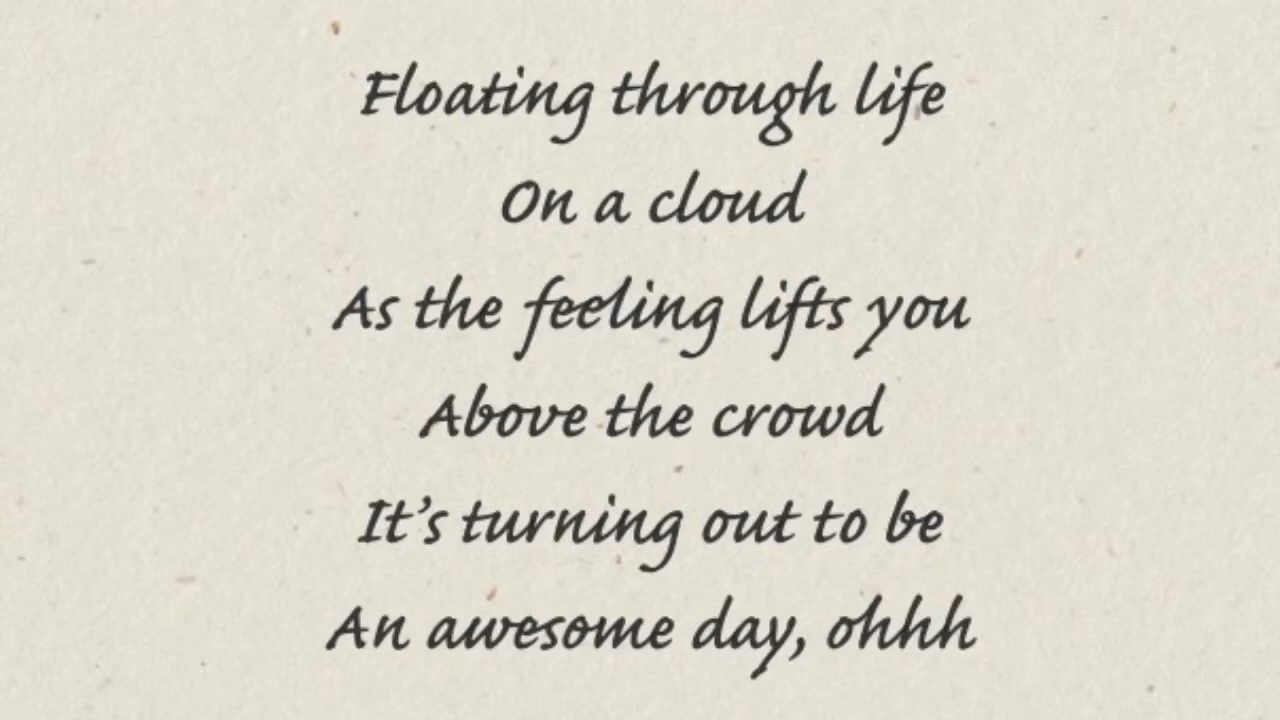 Floating through life
On a cloud
As the feeling lifts you
Above the crowd
It’s turning out to be
An awesome day, ohhh